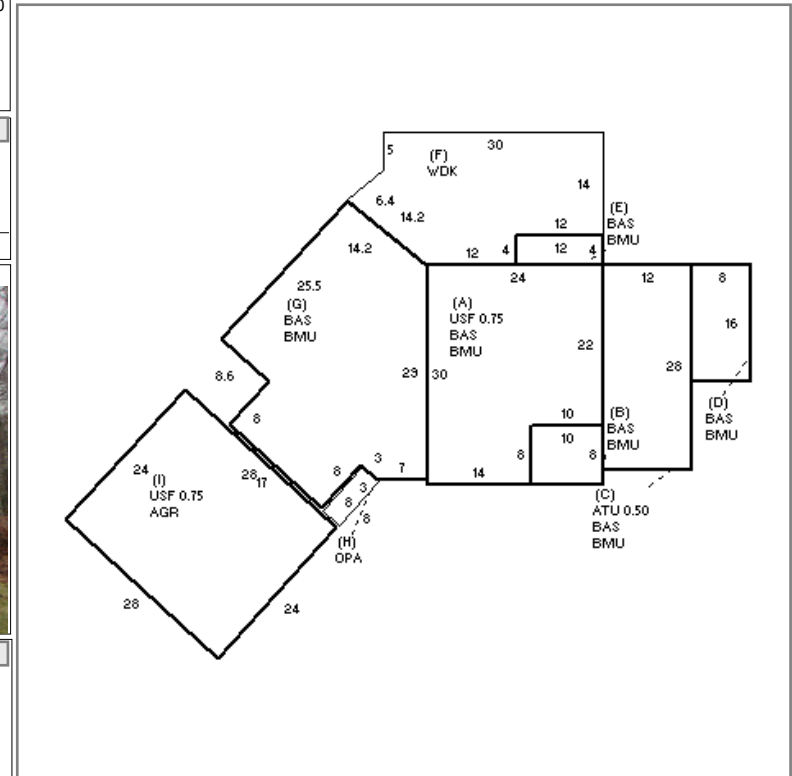 30
5
(F)
WDK
14
6.4
14.2
(E)
BAS
BMU
12
14.2
12
4
12
4
24
12
8
25.5
(G)
BAS
BMU
(A)
USF 0.75
BAS
BMU
16
22
29
30
28
8.6
(D)
BAS
BMU
8
10
(B)
BAS
BMU
10
8
8
3
7
14
24
28
17
8
3
8
8
(I)
USF 0.75
AGR
(C)
ATU 0.50
BAS
BMU
(H)
OPA
28
24